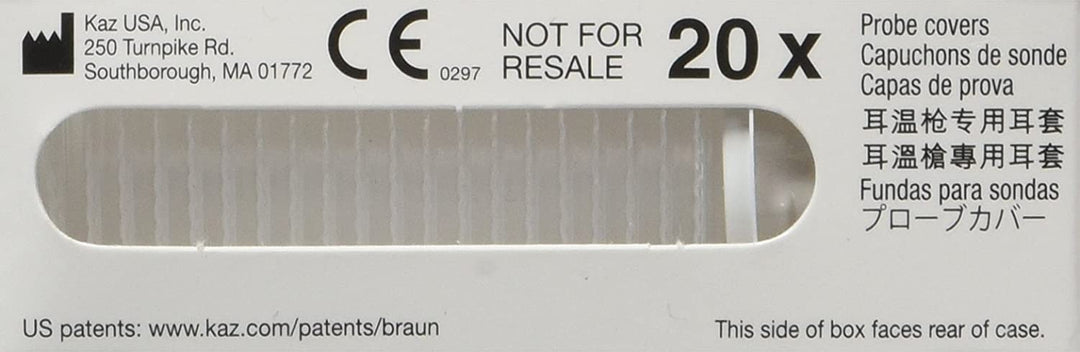 Kaz USA, Inc.
250 Turnpike Rd.
Southborough, MA 01772
CE 0297
NOT FOR
RESALE
20 x
Probe covers
Capuchons de sonde
Capas de prova
耳温枪专用耳套
耳溫槍專用耳套
Fundas para sondas
プローブカバー
US patents: www.kaz.com/patents/braun
This side of box faces rear of case.